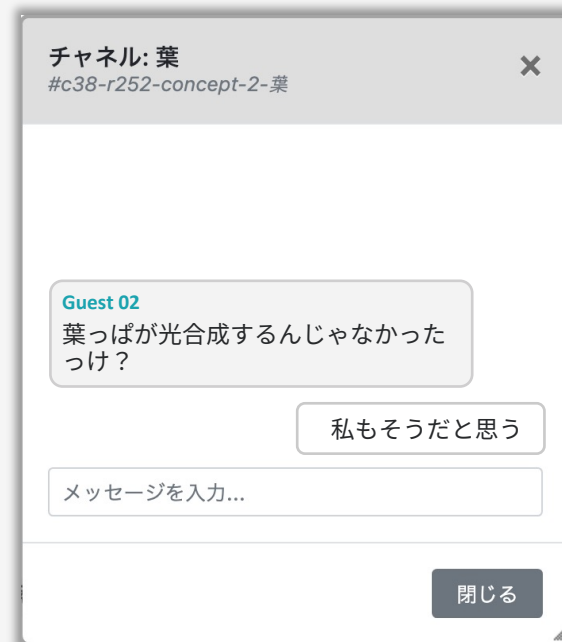 チャネル: 葉
#c38-r252-concept-2-葉
×
Guest 02
葉っぱが光合成するんじゃなかった
っけ？
私もそうだと思う
メッセージを入力...
閉じる